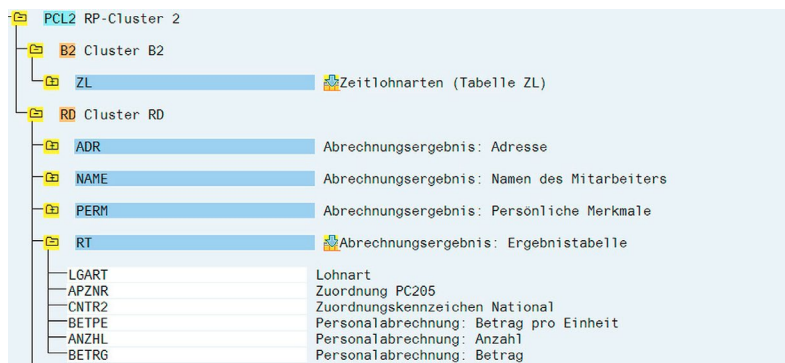 PCL2 RP-Cluster 2
B2 Cluster B2
ZL Zeitlohnarten (Tabelle ZL)
RD Cluster RD
ADR Abrechnungsergebnis: Adresse
NAME Abrechnungsergebnis: Namen des Mitarbeiters
PERM Abrechnungsergebnis: Persönliche Merkmale
RT Abrechnungsergebnis: Ergebnistabelle
LGART Lohnart
APZNR Zuordnung PC205
CNTR2 Zuordnungskennzeichen National
BETPE Personalabrechnung: Betrag pro Einheit
ANZHL Personalabrechnung: Anzahl
BETRG Personalabrechnung: Betrag